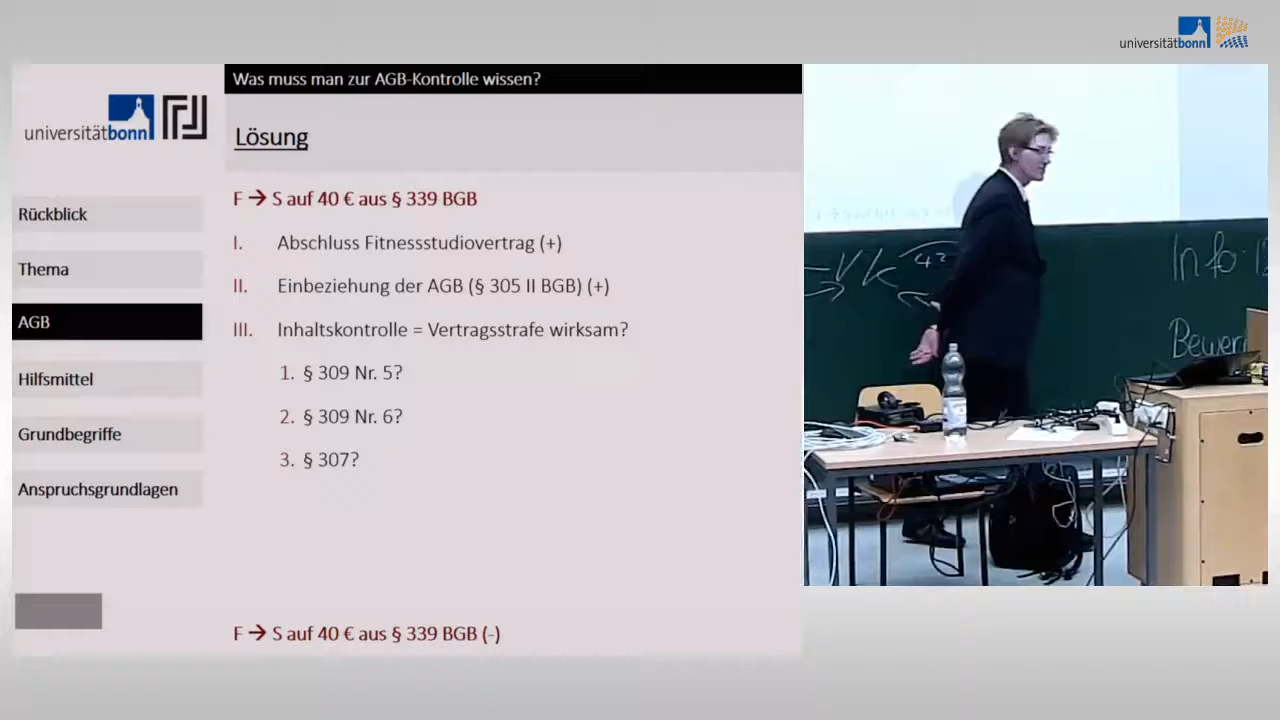 universitätbonn
Was muss man zur AGB-Kontrolle wissen?
universitätbonn
Lösung
Rückblick
Thema
AGB
Hilfsmittel
Grundbegriffe
Anspruchsgrundlagen
F → S auf 40 € aus § 339 BGB
I. Abschluss Fitnessstudiovertrag (+)
II. Einbeziehung der AGB (§ 305 II BGB) (+)
III. Inhaltskontrolle = Vertragsstrafe wirksam?
1. § 309 Nr. 5?
2. § 309 Nr. 6?
3. § 307?
F → S auf 40 € aus § 339 BGB (-)
Vk
Info